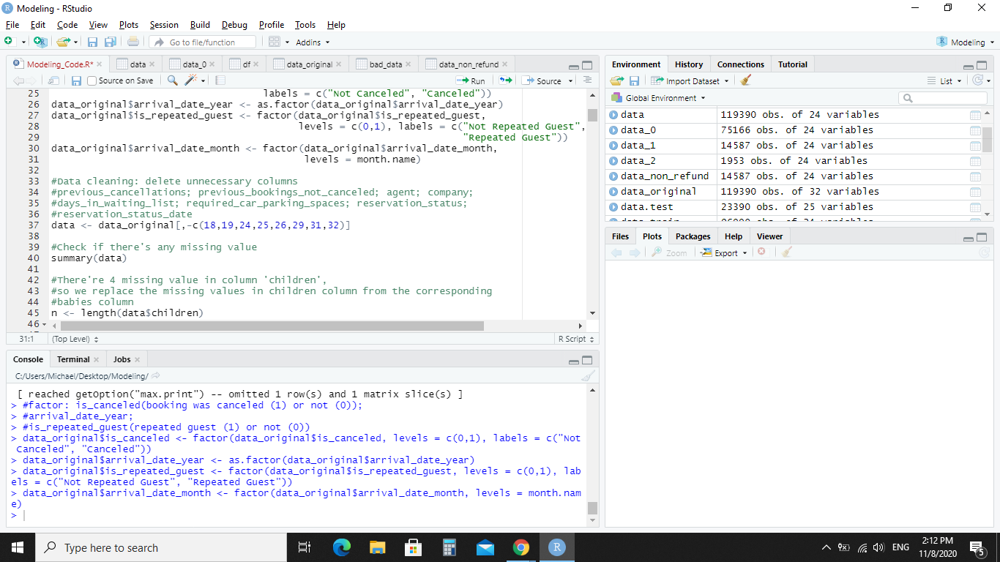 Modeling - RStudio
File Edit Code View Plots Session Build Debug Profile Tools Help
Go to file/function Addins Modeling
Modeling_Code.R* data data_0 df data_original bad_data data_non_refund
Source on Save Run Source
25 labels = c("Not Canceled", "Canceled"))
26 data_original$arrival_date_year <- as.factor(data_original$arrival_date_year)
27 data_original$is_repeated_guest <- factor(data_original$is_repeated_guest,
28 levels = c(0,1), labels = c("Not Repeated Guest",
29 "Repeated Guest"))
30 data_original$arrival_date_month <- factor(data_original$arrival_date_month,
31 levels = month.name)
32
33 #Data cleaning: delete unnecessary columns
34 #previous_cancellations; previous_bookings_not_canceled; agent; company;
35 #days_in_waiting_list; required_car_parking_spaces; reservation_status;
36 #reservation_status_date
37 data <- data_original[,-c(18,19,24,25,26,29,31,32)]
38
39 #Check if there's any missing value
40 summary(data)
41
42 #There're 4 missing value in column 'children',
43 #so we replace the missing values in children column from the corresponding
44 #babies column
45 n <- length(data$children)
46
31:1 (Top Level) R Script
Console Terminal Jobs
C:/Users/Michael/Desktop/Modeling/
[ reached getOption("max.print") -- omitted 1 row(s) and 1 matrix slice(s) ]
> #factor: is_canceled(booking was canceled (1) or not (0));
> #arrival_date_year;
> #is_repeated_guest(repeated guest (1) or not (0))
> data_original$is_canceled <- factor(data_original$is_canceled, levels = c(0,1), labels = c("Not
Canceled", "Canceled"))
> data_original$arrival_date_year <- as.factor(data_original$arrival_date_year)
> data_original$is_repeated_guest <- factor(data_original$is_repeated_guest, levels = c(0,1), lab
els = c("Not Repeated Guest", "Repeated Guest"))
> data_original$arrival_date_month <- factor(data_original$arrival_date_month, levels = month.nam
e)
>
Environment History Connections Tutorial
Import Dataset List
Global Environment
data 119390 obs. of 24 variables
data_0 75166 obs. of 24 variables
data_1 14587 obs. of 24 variables
data_2 1953 obs. of 24 variables
data_non_refund 14587 obs. of 24 variables
data_original 119390 obs. of 32 variables
data.test 23390 obs. of 25 variables
Files Plots Packages Help Viewer
Zoom Export
Type here to search
ENG
2:12 PM
11/8/2020
5